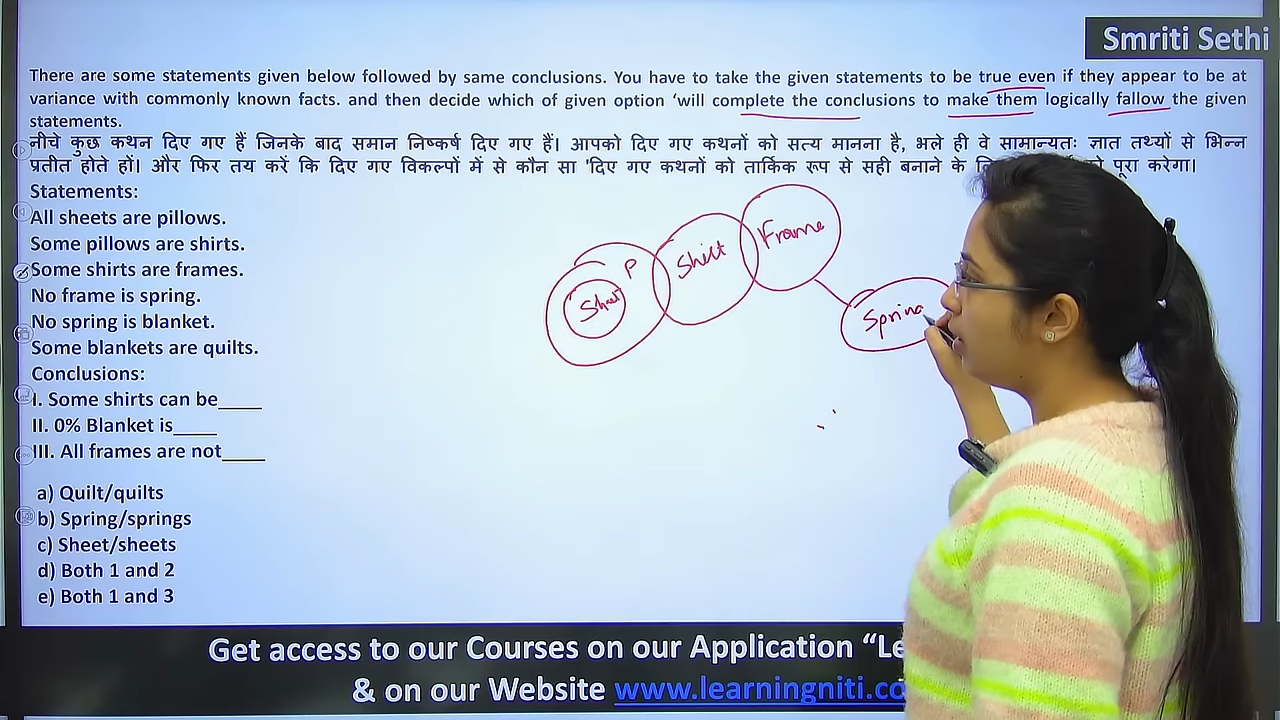 Smriti Sethi
There are some statements given below followed by same conclusions. You have to take the given statements to be true even if they appear to be at
variance with commonly known facts. and then decide which of given option ‘will complete the conclusions to make them logically fallow the given
statements.
नीचे कुछ कथन दिए गए हैं जिनके बाद समान निष्कर्ष दिए गए हैं। आपको दिए गए कथनों को सत्य मानना है, भले ही वे सामान्यतः ज्ञात तथ्यों से भिन्न
प्रतीत होते हों। और फिर तय करें कि दिए गए विकल्पों में से कौन सा 'दिए गए कथनों को तार्किक रूप से सही बनाने के पूरा करेगा।
Statements:
All sheets are pillows.
Some pillows are shirts.
Some shirts are frames.
No frame is spring.
No spring is blanket.
Some blankets are quilts.
Conclusions:
I. Some shirts can be____
II. 0% Blanket is____
III. All frames are not____
a) Quilt/quilts
b) Spring/springs
c) Sheet/sheets
d) Both 1 and 2
e) Both 1 and 3
P
Shirt
Frame
Sheet
Spring
Get access to our Courses on our Application “Le
& on our Website www.learningniti.co